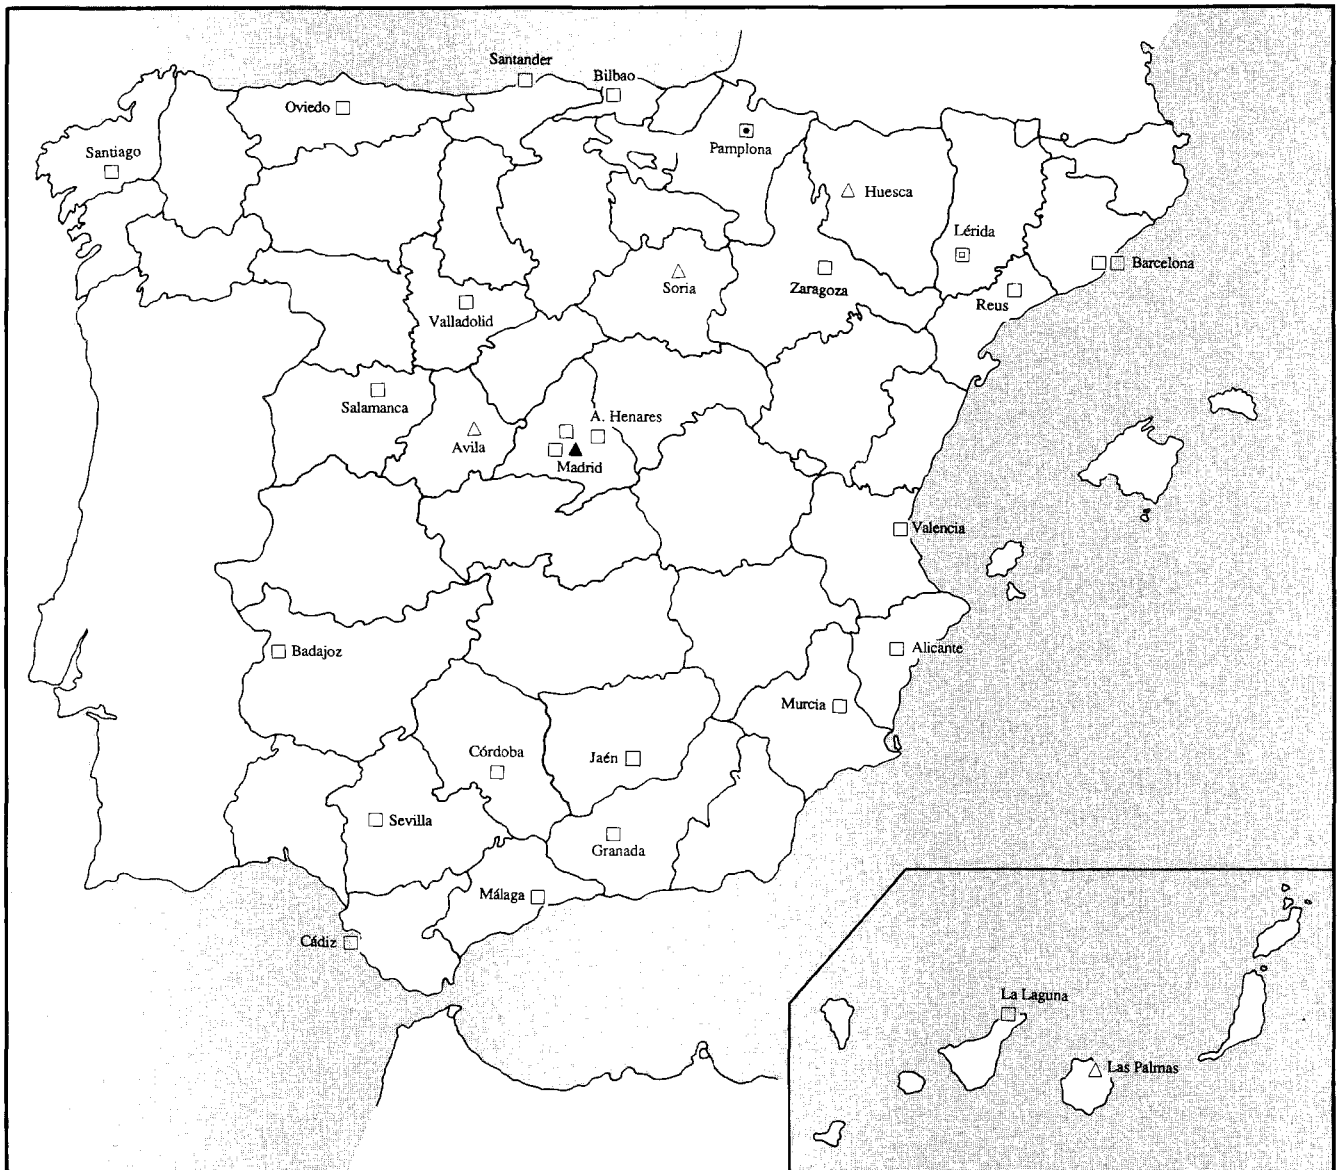 Santander
Bilbao
Oviedo
Pamplona
Santiago
Huesca
Lérida
Barcelona
Soria
Zaragoza
Reus
Valladolid
Salamanca
A. Henares
Avila
Madrid
Valencia
Badajoz
Alicante
Murcia
Córdoba
Jaén
Sevilla
Granada
Málaga
Cádiz
La Laguna
Las Palmas